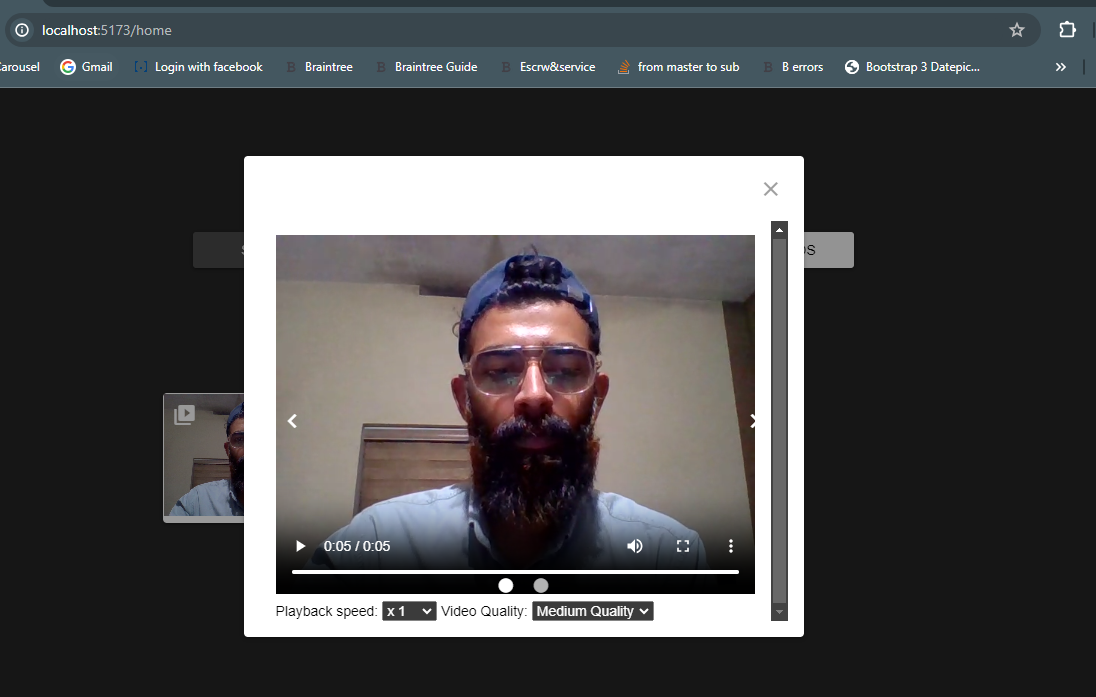 localhost:5173/home
arousel Gmail Login with facebook Braintree Braintree Guide Escrw&service from master to sub B errors Bootstrap 3 Datepic...
0:05 / 0:05
Playback speed: x 1 Video Quality: Medium Quality